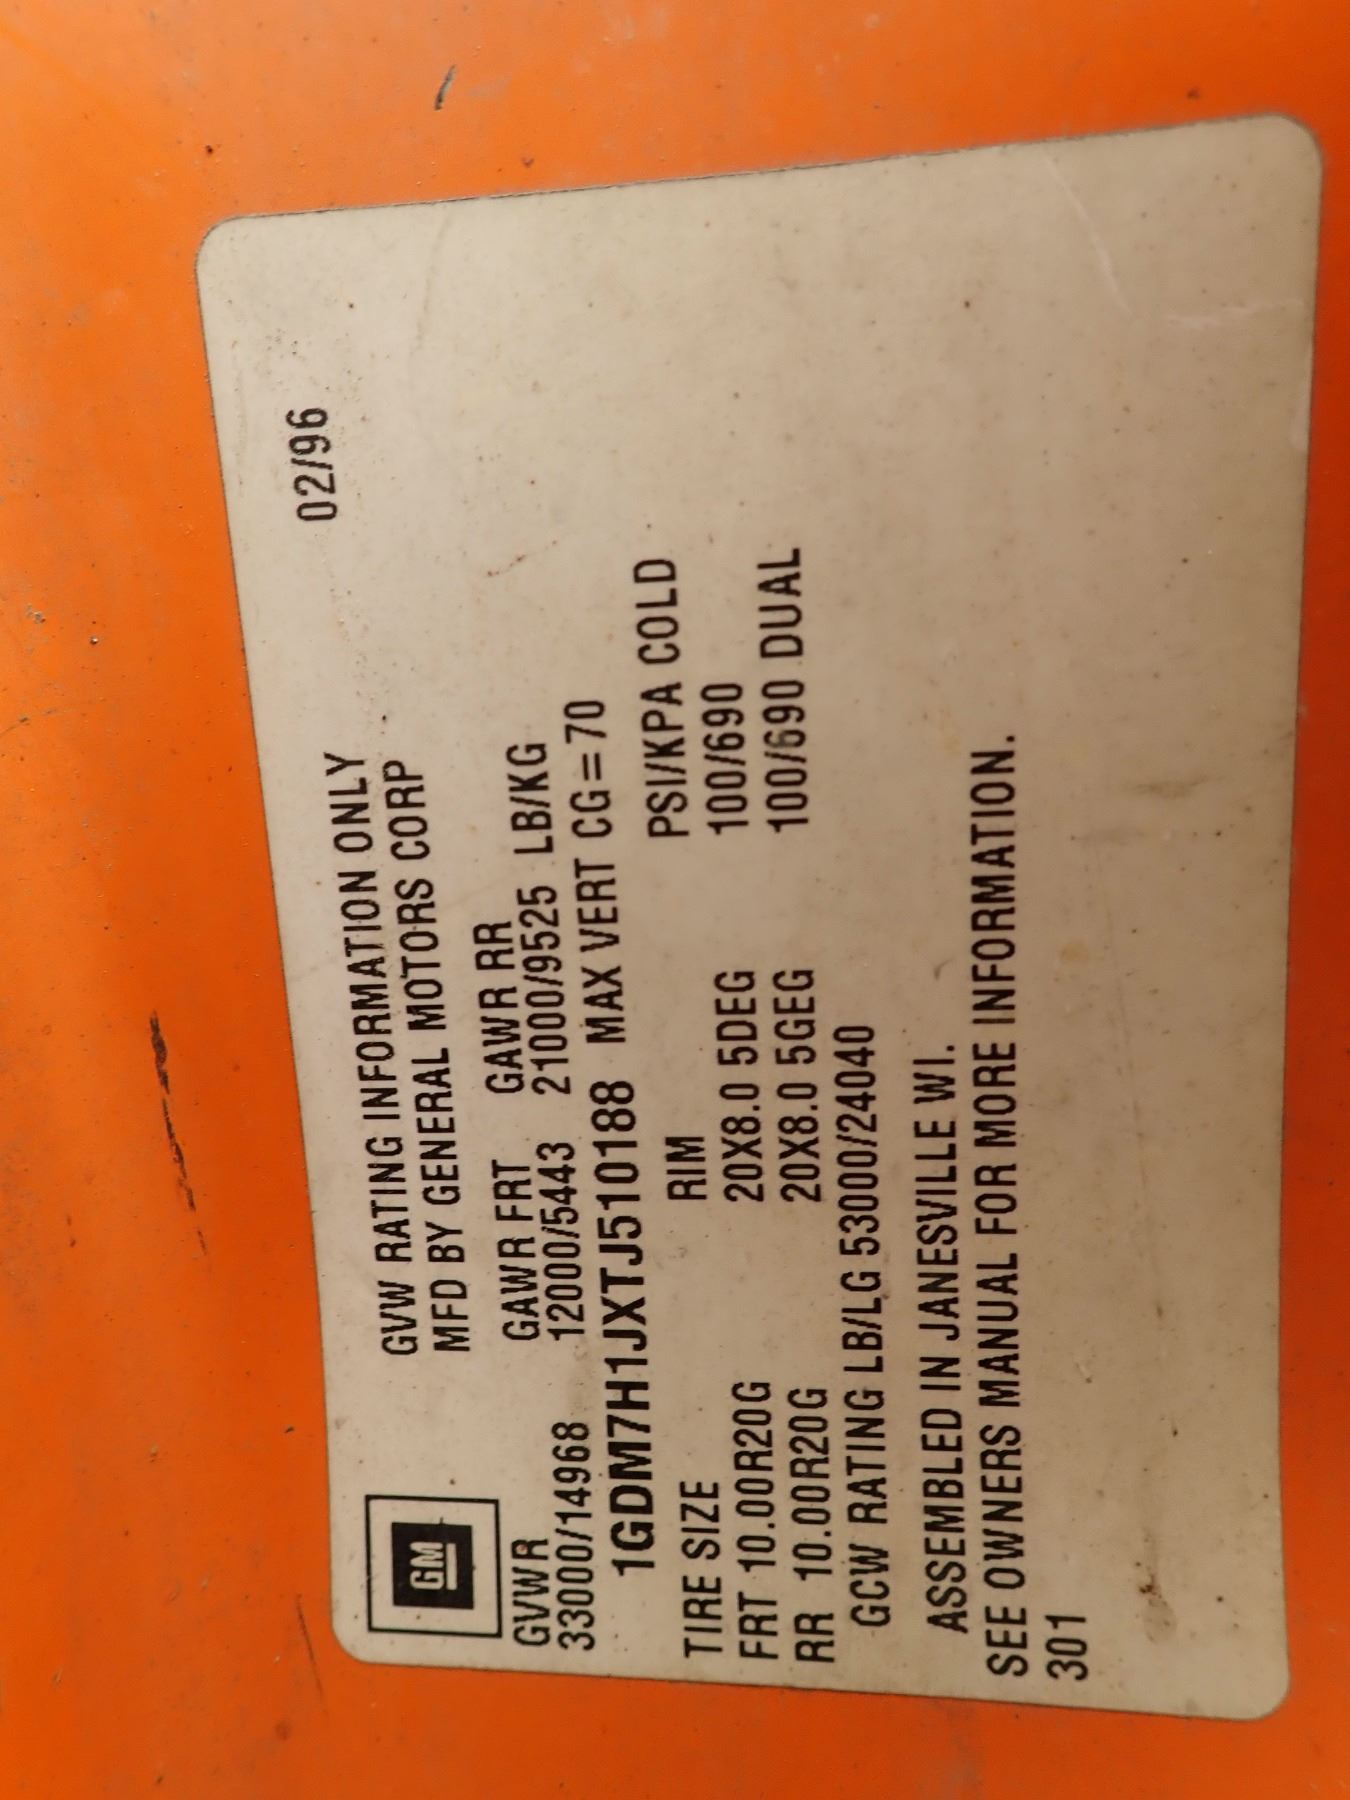 02/96
GVW RATING INFORMATION ONLY
GM MFD BY GENERAL MOTORS CORP
GVWR GAWR FRT GAWR RR
33000/14968 12000/5443 21000/9525 LB/KG
1GDM7H1JXTJ510188 MAX VERT CG=70
TIRE SIZE RIM PSI/KPA COLD
FRT 10.00R20G 20X8.0 5DEG 100/690
RR 10.00R20G 20X8.0 5GEG 100/690 DUAL
GCW RATING LB/LG 53000/24040
ASSEMBLED IN JANESVILLE WI.
SEE OWNERS MANUAL FOR MORE INFORMATION.
301